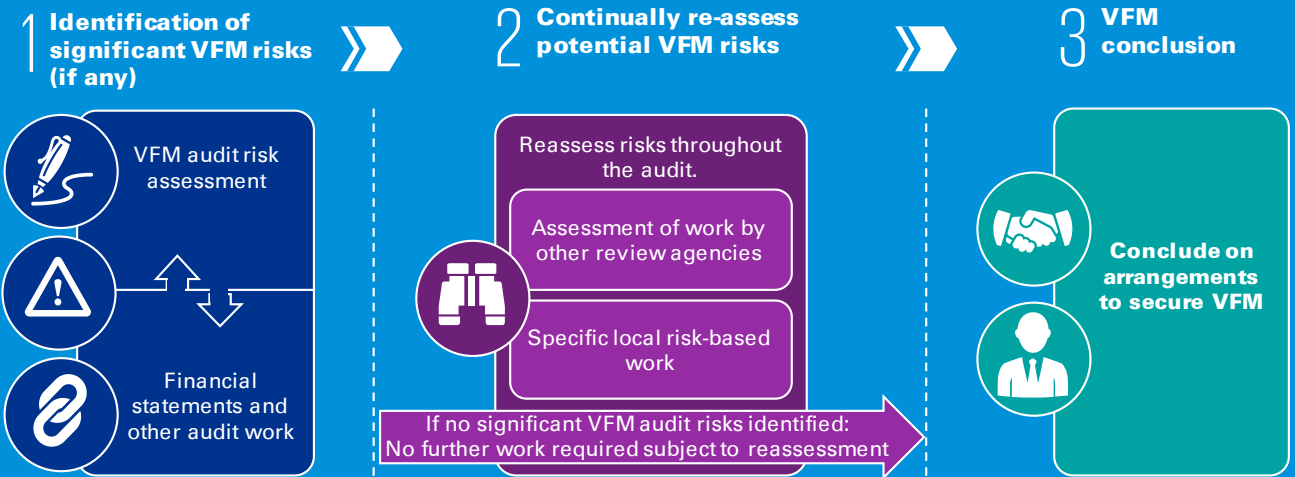 1 Identification of
significant VFM risks
(if any)
2 Continually re-assess
potential VFM risks
3 VFM
conclusion
VFM audit risk
assessment
Financial
statements and
other audit work
Reassess risks throughout
the audit.
Assessment of work by
other review agencies
Specific local risk-based
work
If no significant VFM audit risks identified:
No further work required subject to reassessment
Conclude on
arrangements
to secure VFM